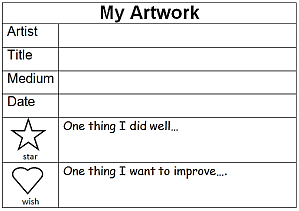 My Artwork
Artist
Title
Medium
Date
One thing I did well...
star
One thing I want to improve....
wish